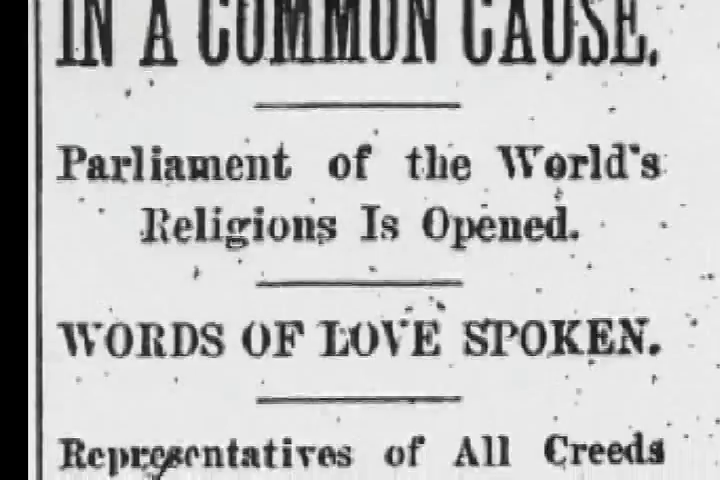 IN A COMMON CAUSE.
Parliament of the World's
Religions Is Opened.
WORDS OF LOVE SPOKEN.
Representatives of All Creeds